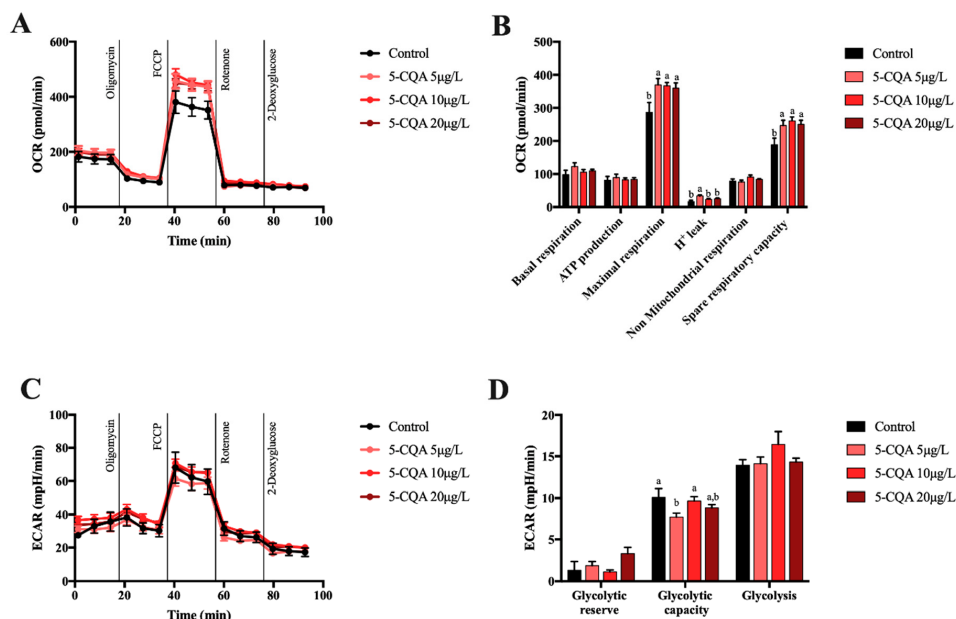 A
OCR (pmol/min)
600
400
200
0
0
20
40
60
80
100
Time (min)
Oligomycin
FCCP
Rotenone
2-Deoxyglucose
Control
5-CQA 5µg/L
5-CQA 10µg/L
5-CQA 20µg/L
B
OCR (pmol/min)
500
400
300
200
100
0
b a a a
b a b b
b a a a
Basal respiration
ATP production
Maximal respiration
H⁺ leak
Non Mitochondrial respiration
Spare respiratory capacity
Control
5-CQA 5µg/L
5-CQA 10µg/L
5-CQA 20µg/L
C
ECAR (mpH/min)
100
80
60
40
20
0
0
20
40
60
80
100
Time (min)
Oligomycin
FCCP
Rotenone
2-Deoxyglucose
Control
5-CQA 5µg/L
5-CQA 10µg/L
5-CQA 20µg/L
D
ECAR (mpH/min)
20
15
10
5
0
a b a a,b
Glycolytic
reserve
Glycolytic
capacity
Glycolysis
Control
5-CQA 5µg/L
5-CQA 10µg/L
5-CQA 20µg/L